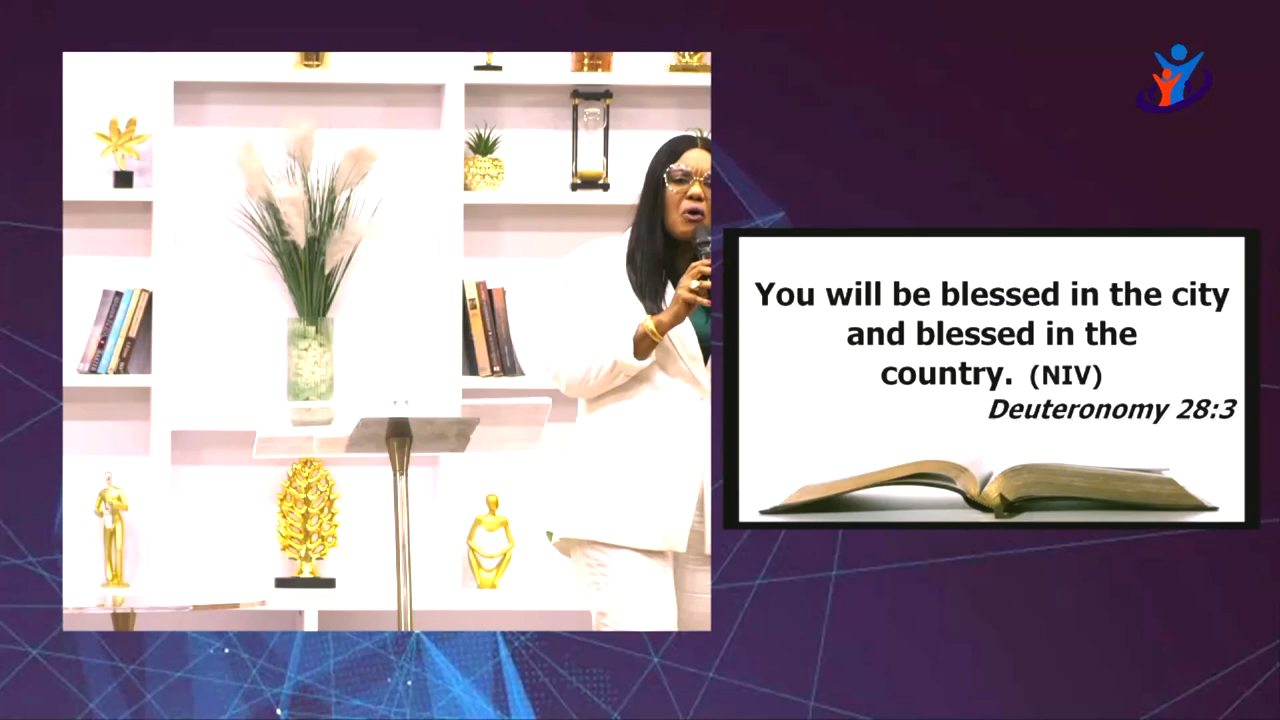 You will be blessed in the city
and blessed in the
country. (NIV)
Deuteronomy 28:3